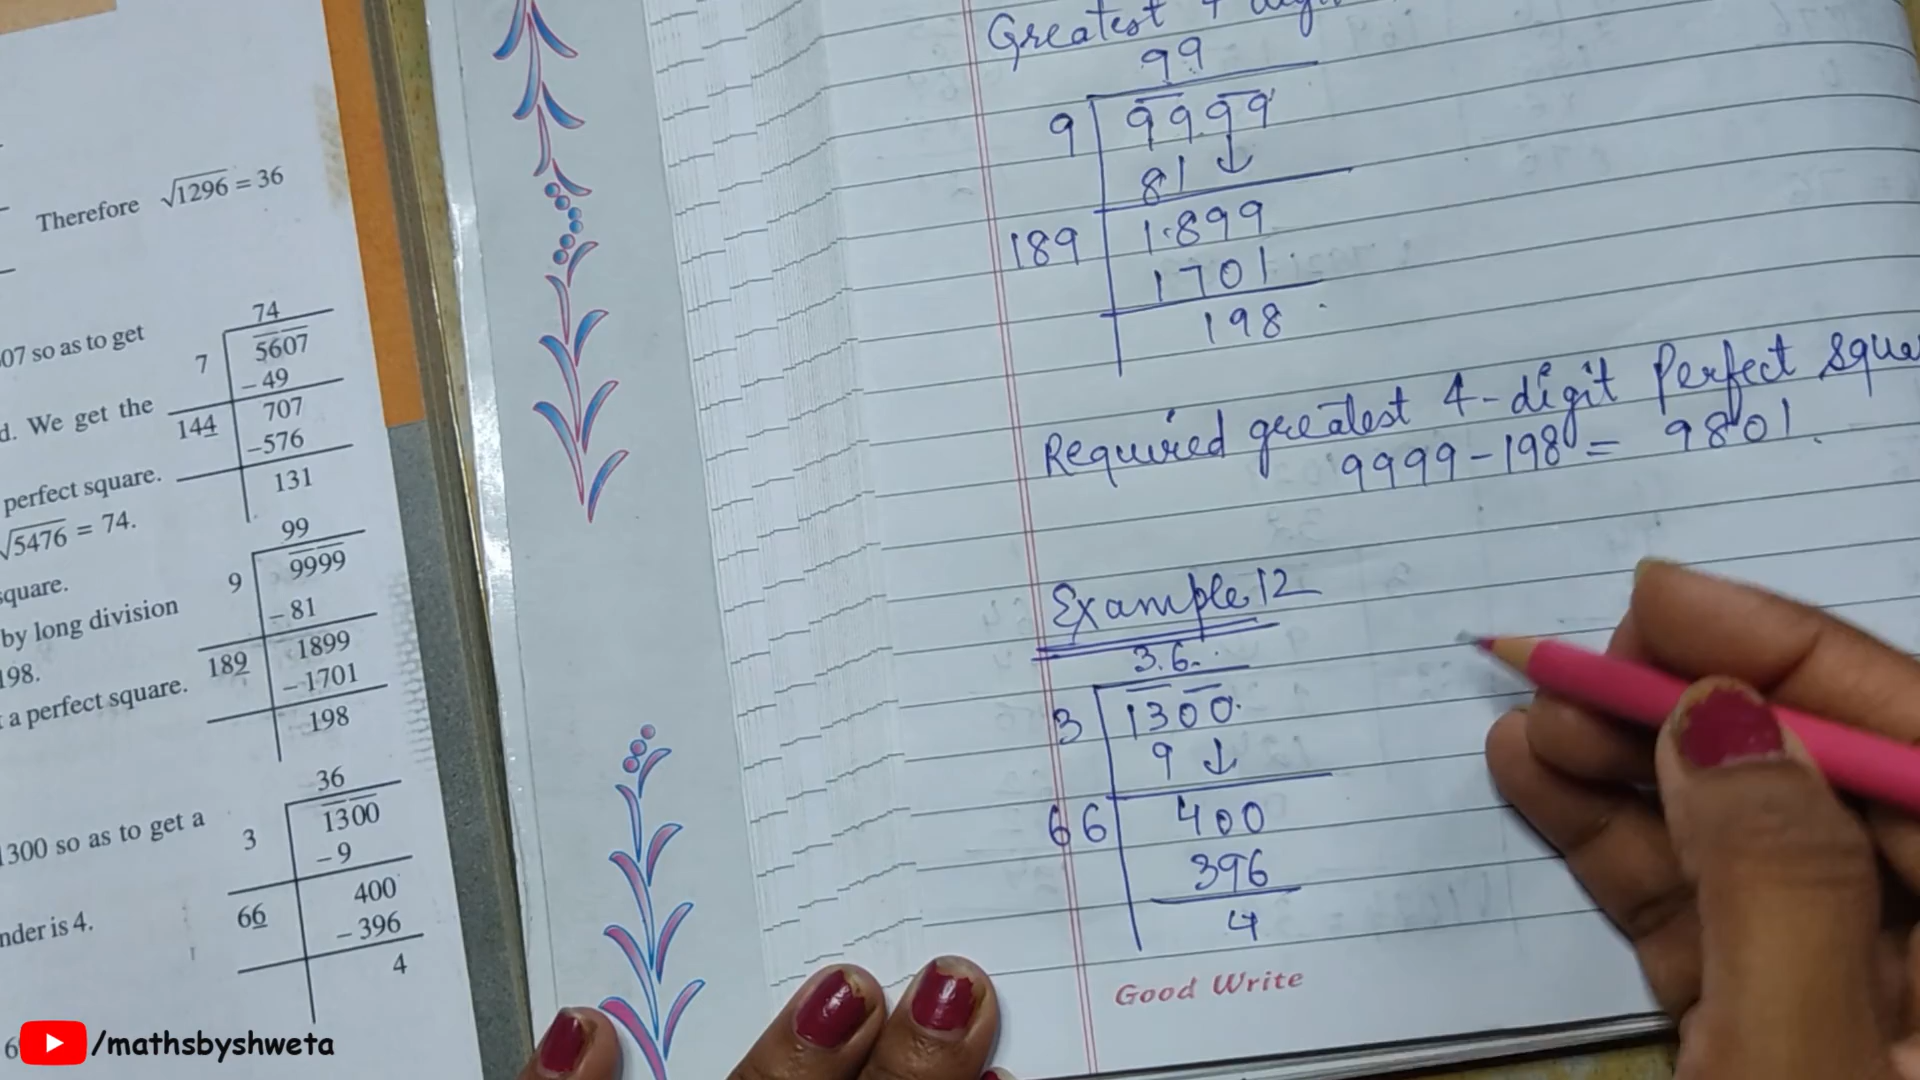 Therefore √1296 = 36
07 so as to get
d. We get the
perfect square.
√5476 = 74.
square.
by long division
198.
a perfect square.
1300 so as to get a
nder is 4.
6
74
7 5607
- 49
144 707
-576
131
99
9 9999
- 81
189 1899
- 1701
198
36
3 1300
- 9
66 400
- 396
4
Greatest 4
99
9 9999
81 ↓
189 1899
1701
198
Required greatest 4-digit Perfect Squa
9999-198 = 9801.
Example 12
36
3 1300
9 ↓
66 400
396
4
Good Write
/mathsbyshweta